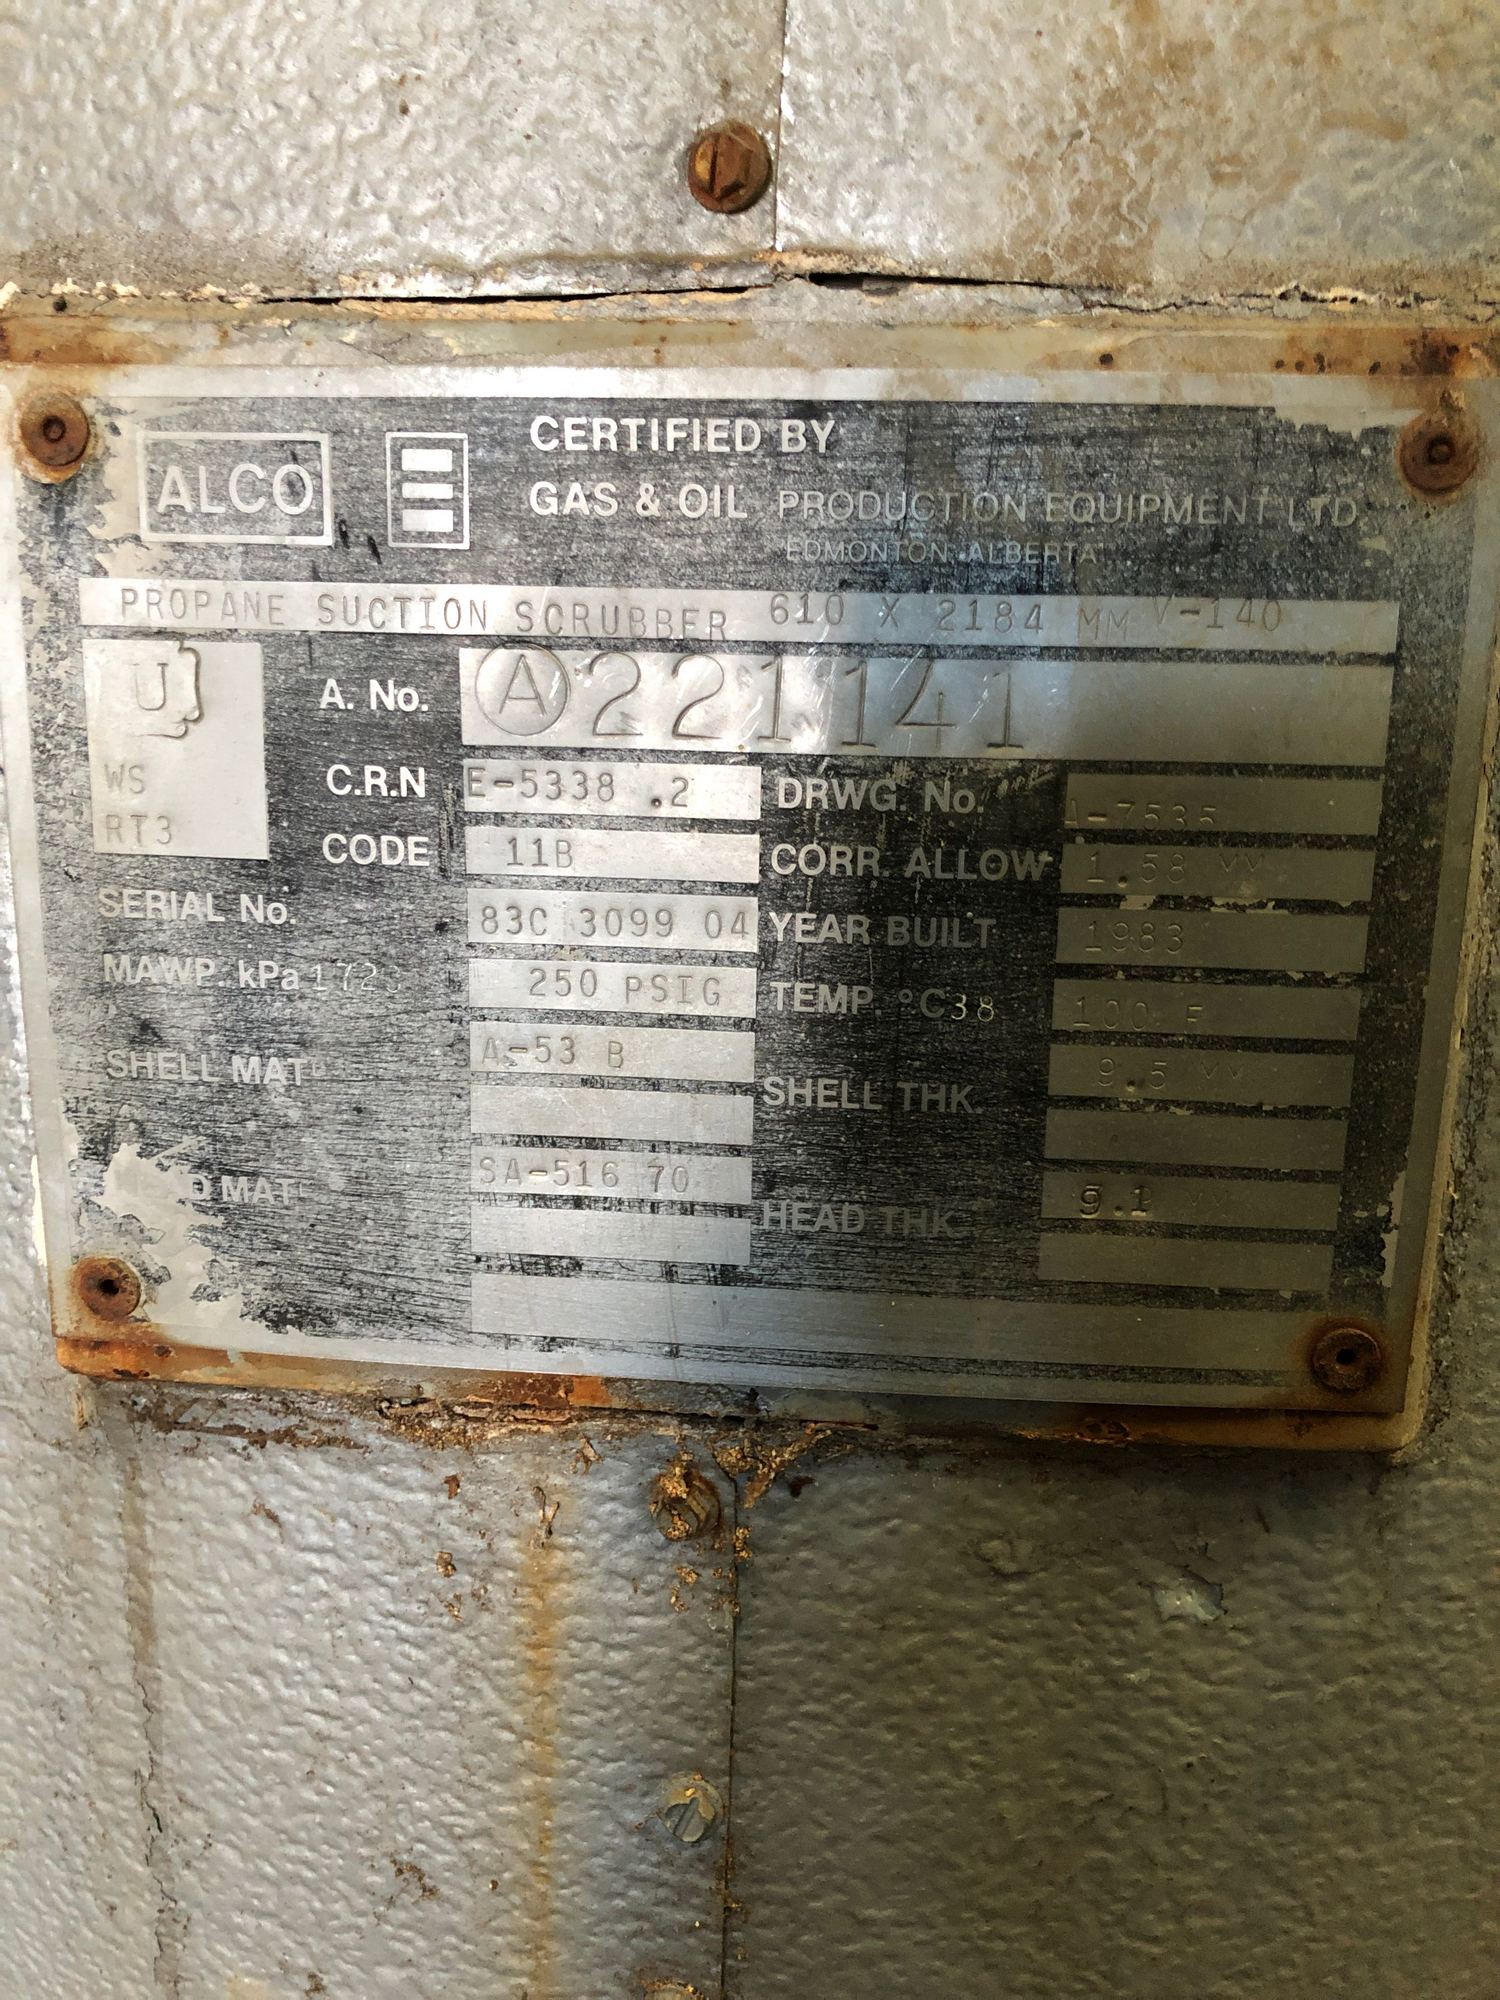 ALCO
CERTIFIED BY
GAS & OIL PRODUCTION EQUIPMENT LTD.
EDMONTON ALBERTA
PROPANE SUCTION SCRUBBER 610 X 2184 MM V-140
U
WS
RT3
A. No. A 221141
C.R.N E-5338 .2 DRWG. No. A-7535
CODE 11B CORR. ALLOW 1.58 MM
SERIAL No. 83C 3099 04 YEAR BUILT 1983
MAWP. kPa 250 PSIG TEMP. °C 38 100 F
SHELL MAT'L A-53 B SHELL THK. 9.5 MM
MAT'L SA-516 70 HEAD THK.